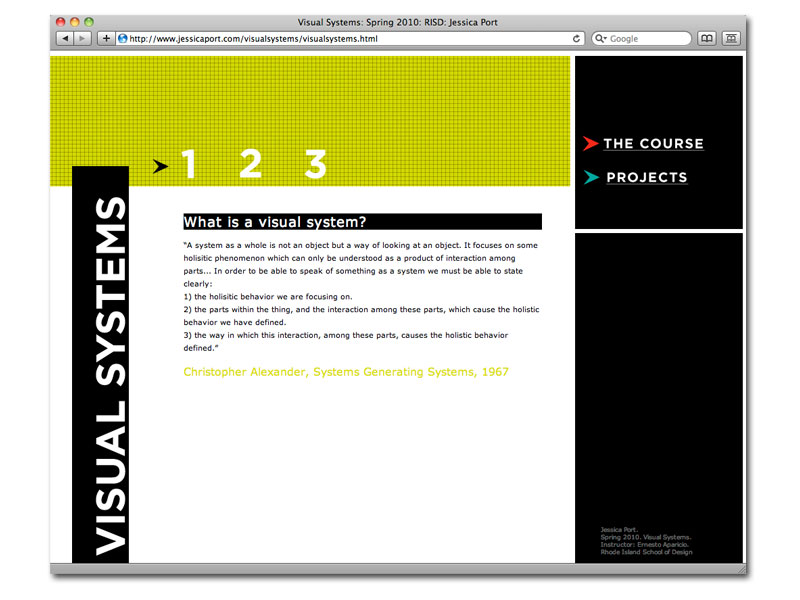 Visual Systems: Spring 2010: RISD: Jessica Port
http://www.jessicaport.com/visualsystems/visualsystems.html
Google
1 2 3
THE COURSE
PROJECTS
VISUAL SYSTEMS
What is a visual system?
“A system as a whole is not an object but a way of looking at an object. It focuses on some
holisitic phenomenon which can only be understood as a product of interaction among
parts... In order to be able to speak of something as a system we must be able to state
clearly:
1) the holisitic behavior we are focusing on.
2) the parts within the thing, and the interaction among these parts, which cause the holistic
behavior we have defined.
3) the way in which this interaction, among these parts, causes the holistic behavior
defined.”
Christopher Alexander, Systems Generating Systems, 1967
Jessica Port.
Spring 2010. Visual Systems.
Instructor: Ernesto Aparicio.
Rhode Island School of Design